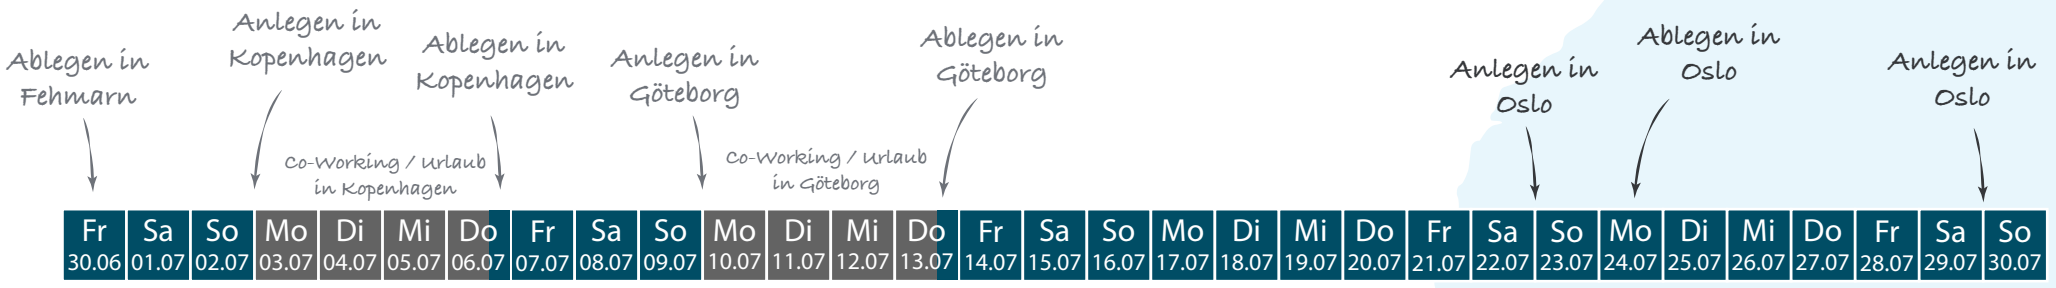 Ablegen in
Fehmarn
Anlegen in
Kopenhagen
Ablegen in
Kopenhagen
Anlegen in
Göteborg
Ablegen in
Göteborg
Anlegen in
Oslo
Ablegen in
Oslo
Anlegen in
Oslo
Co-Working / Urlaub
in Kopenhagen
Co-Working / Urlaub
in Göteborg
Fr Sa So Mo Di Mi Do Fr Sa So Mo Di Mi Do Fr Sa So Mo Di Mi Do Fr Sa So Mo Di Mi Do Fr Sa So
30.06 01.07 02.07 03.07 04.07 05.07 06.07 07.07 08.07 09.07 10.07 11.07 12.07 13.07 14.07 15.07 16.07 17.07 18.07 19.07 20.07 21.07 22.07 23.07 24.07 25.07 26.07 27.07 28.07 29.07 30.07